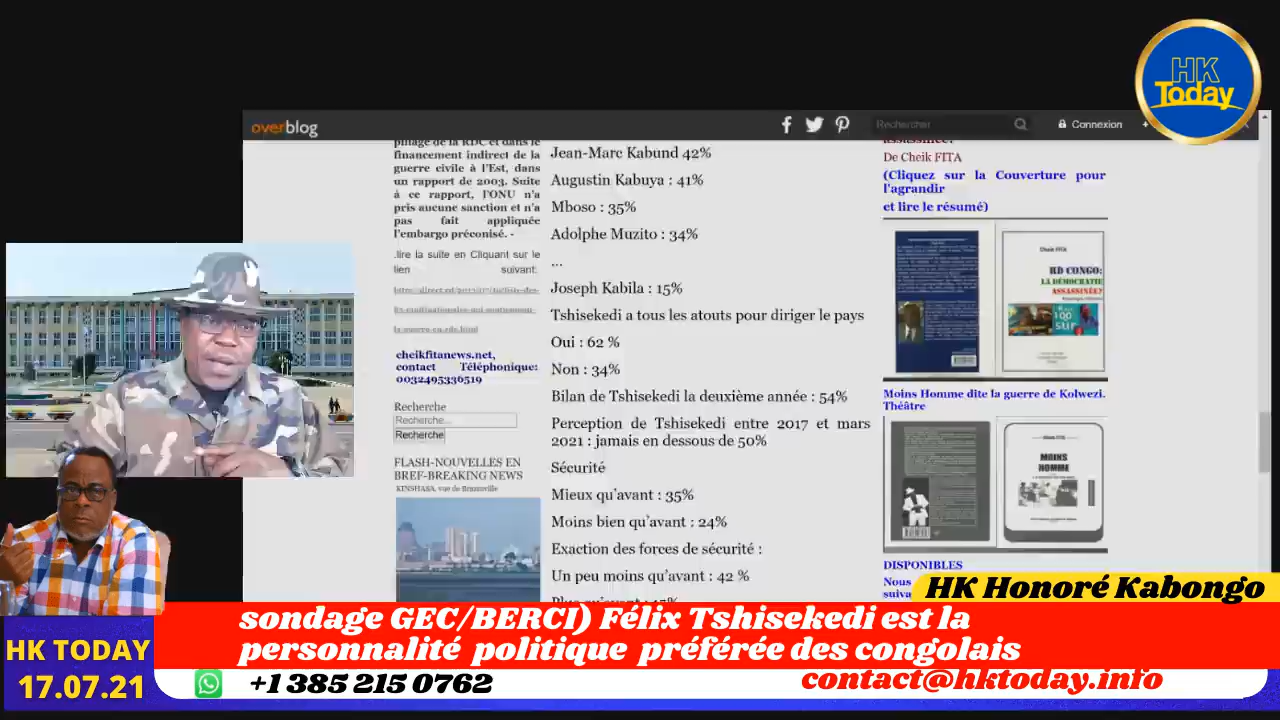 HK
Today
overblog
Rechercher
Connexion
pillage de la RDC et dans le
financement indirect de la
guerre civile à l'Est, dans
un rapport de 2003. Suite
à ce rapport, l'ONU n'a
pris aucune sanction et n'a
pas fait appliquée
l'embargo préconisé. -
.lire la suite en Cliquant sur le
lien suivant:
cheikfitanews.net,
contact Téléphonique:
0032495336519
Recherche
Recherche...
Recherche
FLASH-NOUVELLES EN
BREF-BREAKING NEWS
KINSHASA, vue de Brazzaville
Jean-Marc Kabund 42%
Augustin Kabuya : 41%
Mboso : 35%
Adolphe Muzito : 34%
...
Joseph Kabila : 15%
Tshisekedi a tous les atouts pour diriger le pays
Oui : 62 %
Non : 34%
Bilan de Tshisekedi la deuxième année : 54%
Perception de Tshisekedi entre 2017 et mars
2021 : jamais en dessous de 50%
Sécurité
Mieux qu'avant : 35%
Moins bien qu'avant : 24%
Exaction des forces de sécurité :
Un peu moins qu'avant : 42 %
De Cheik FITA
(Cliquez sur la Couverture pour
l'agrandir
et lire le résumé)
Cheik FITA
RD CONGO:
LA DÉMOCRATIE
ASSASSINÉE?
Moins Homme dite la guerre de Kolwezi.
Théâtre
MOINS
HOMME
DISPONIBLES
Nous
HK Honoré Kabongo
sondage GEC/BERCI) Félix Tshisekedi est la
personnalité politique préférée des congolais
HK TODAY
17.07.21
+1 385 215 0762
contact@hktoday.info